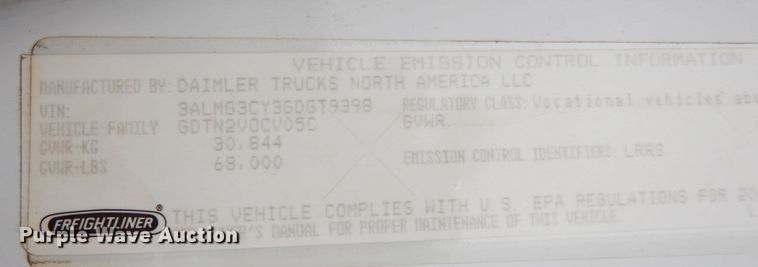 VEHICLE EMISSION CONTROL INFORMATION
MANUFACTURED BY: DAIMLER TRUCKS NORTH AMERICA LLC
VIN: 3ALMG3CY3GDGT9398 REGULATORY CLASS: Vocational vehicles abo
VEHICLE FAMILY GDTN2VOCV05C GVWR.
GVWR-KG 30,844
GVWR-LBS 68,000 EMISSION CONTROL IDENTIFIERS: LRRS
FREIGHTLINER ® THIS VEHICLE COMPLIES WITH U.S. EPA REGULATIONS FOR 20
'S MANUAL FOR PROPER MAINTENANCE OF THIS VEHICLE. L
Purple Wave Auction